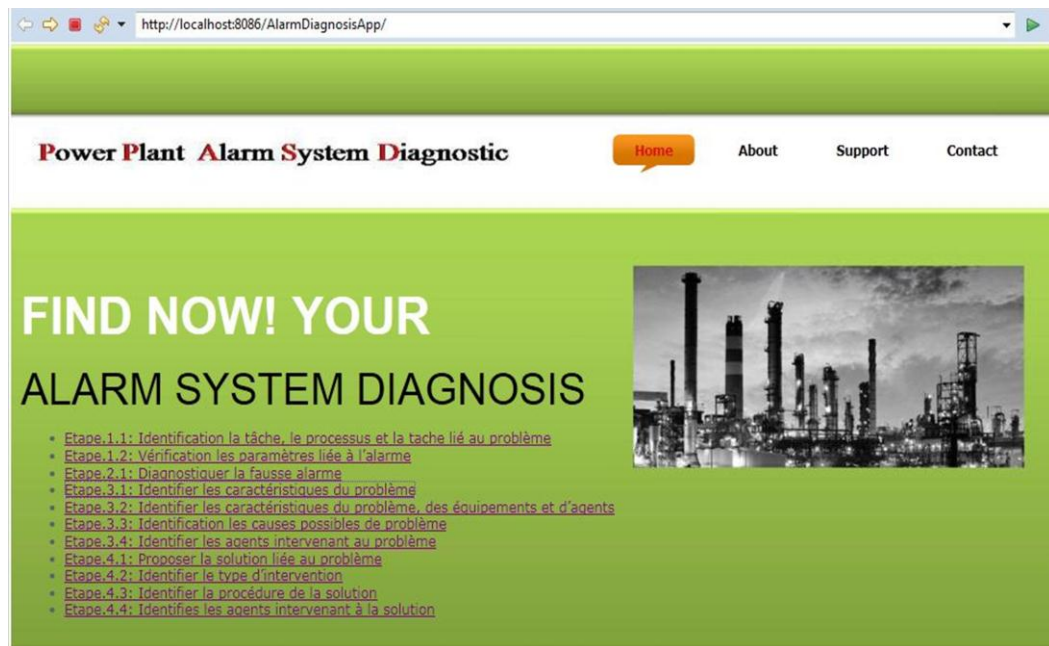 http://localhost:8086/AlarmDiagnosisApp/
Power Plant Alarm System Diagnostic
Home About Support Contact
FIND NOW! YOUR
ALARM SYSTEM DIAGNOSIS
Etape.1.1: Identification la tâche, le processus et la tache lié au problème
Etape.1.2: Vérification les paramètres liée à l'alarme
Etape.2.1: Diagnostiquer la fausse alarme
Etape.3.1: Identifier les caractéristiques du problème
Etape.3.2: Identifier les caractéristiques du problème, des équipements et d'agents
Etape.3.3: Identification les causes possibles de problème
Etape.3.4: Identifier les agents intervenant au problème
Etape.4.1: Proposer la solution liée au problème
Etape.4.2: Identifier le type d'intervention
Etape.4.3: Identifier la procédure de la solution
Etape.4.4: Identifies les agents intervenant à la solution